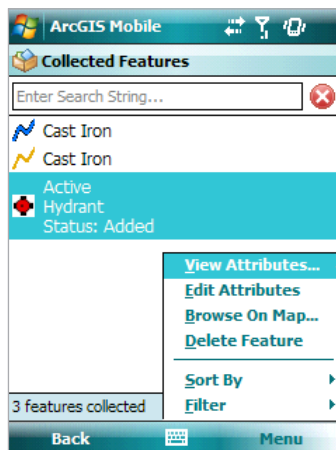 ArcGIS Mobile
Collected Features
Enter Search String...
Cast Iron
Cast Iron
Active
Hydrant
Status: Added
View Attributes...
Edit Attributes
Browse On Map...
Delete Feature
Sort By
Filter
3 features collected
Back
Menu